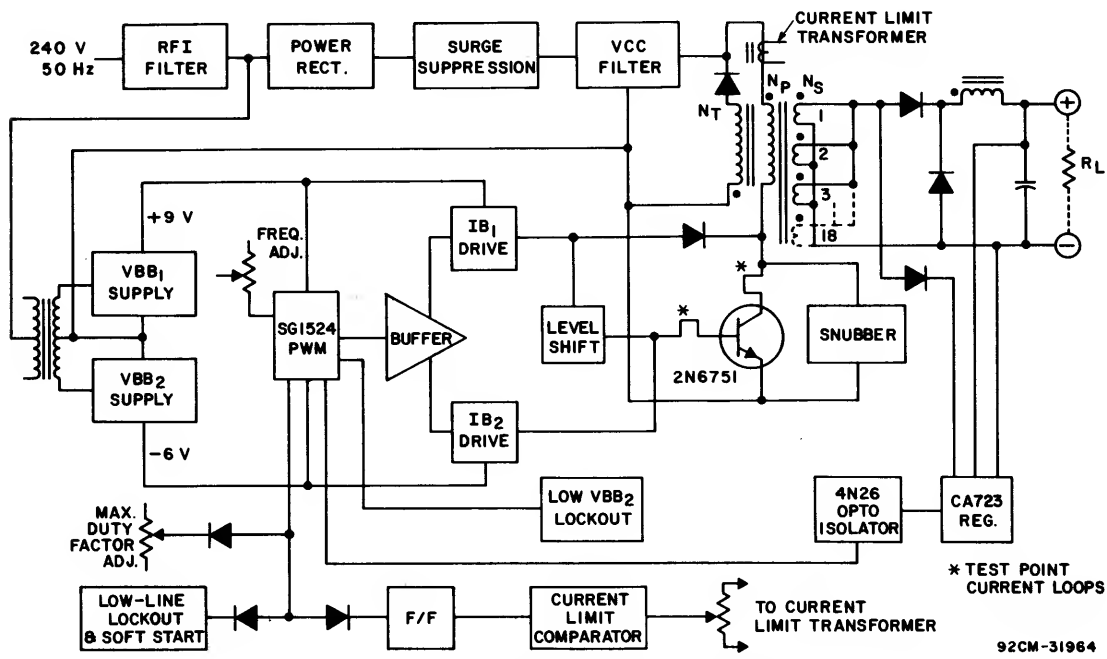 CURRENT LIMIT
TRANSFORMER
240 V
50 Hz
RFI
FILTER
POWER
RECT.
SURGE
SUPPRESSION
VCC
FILTER
NT
NP
NS
1
2
3
18
+
RL
−
+9 V
FREQ.
ADJ.
IB1
DRIVE
VBB1
SUPPLY
SG1524
PWM
BUFFER
LEVEL
SHIFT
*
*
2N6751
SNUBBER
VBB2
SUPPLY
IB2
DRIVE
−6 V
MAX.
DUTY
FACTOR
ADJ.
LOW VBB2
LOCKOUT
4N26
OPTO
ISOLATOR
CA723
REG.
* TEST POINT
CURRENT LOOPS
LOW-LINE
LOCKOUT
& SOFT START
F/F
CURRENT
LIMIT
COMPARATOR
TO CURRENT
LIMIT TRANSFORMER
92CM-31964